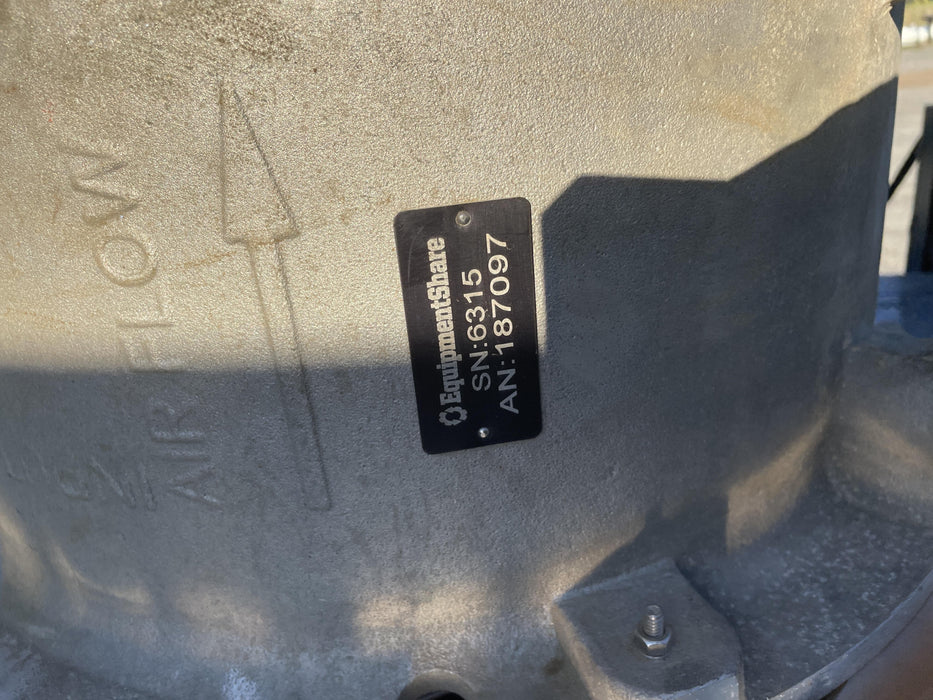 AIR FLOW
EquipmentShare
SN:6315
AN:187097